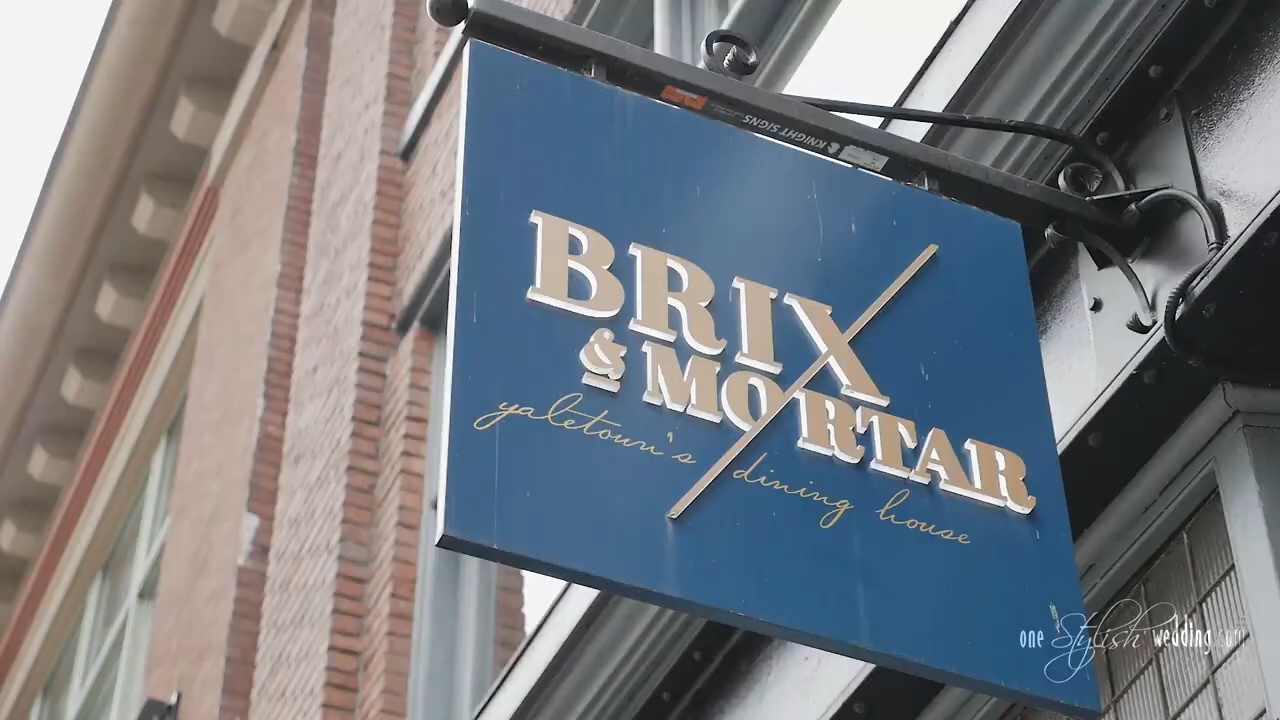 KNIGHT SIGNS
BRIX
& MORTAR
yaletown's dining house
one Stylish wedding.com